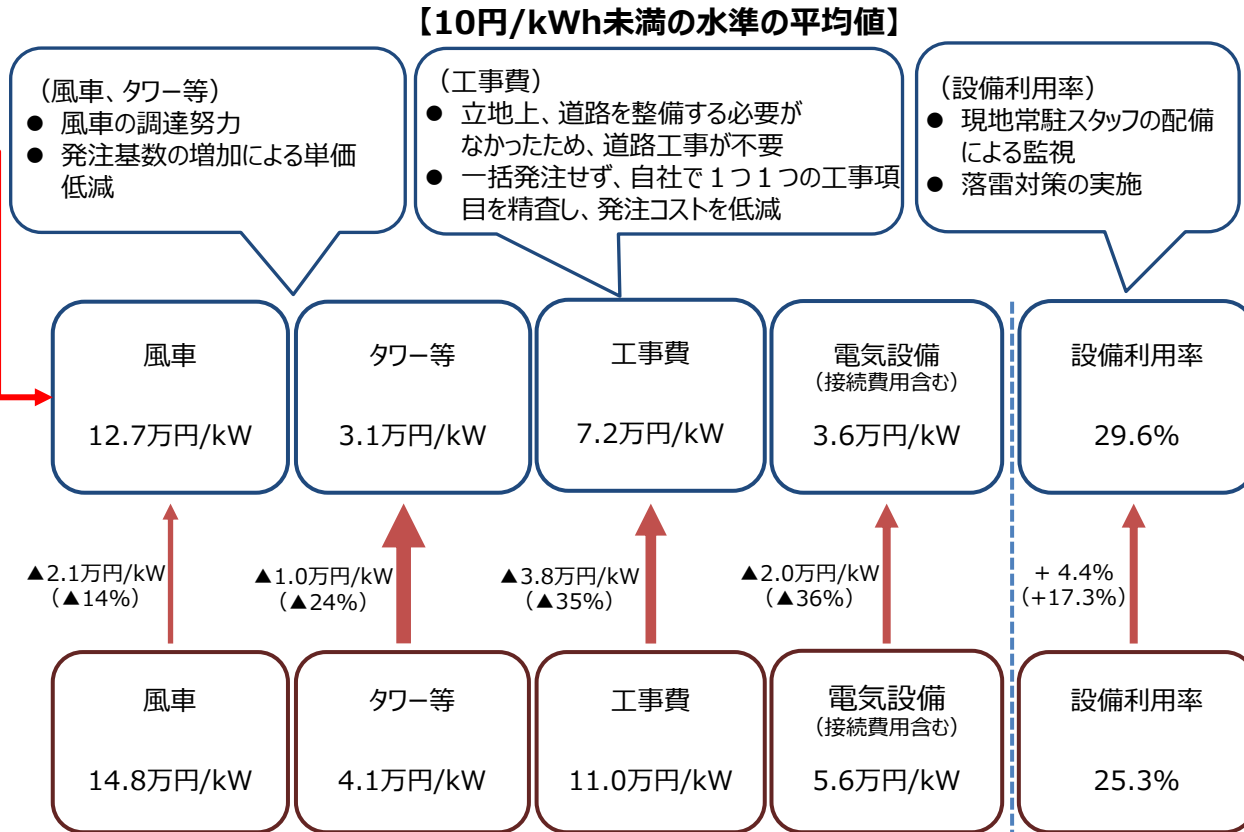 【10円/kWh未満の水準の平均値】
（風車、タワー等）
● 風車の調達努力
● 発注基数の増加による単価
低減
（工事費）
● 立地上、道路を整備する必要が
なかったため、道路工事が不要
● 一括発注せず、自社で１つ１つの工事項
目を精査し、発注コストを低減
（設備利用率）
● 現地常駐スタッフの配備
による監視
● 落雷対策の実施
風車
12.7万円/kW
タワー等
3.1万円/kW
工事費
7.2万円/kW
電気設備
（接続費用含む）
3.6万円/kW
設備利用率
29.6%
▲2.1万円/kW
（▲14%）
▲1.0万円/kW
（▲24%）
▲3.8万円/kW
（▲35%）
▲2.0万円/kW
（▲36%）
+ 4.4%
(+17.3%)
風車
14.8万円/kW
タワー等
4.1万円/kW
工事費
11.0万円/kW
電気設備
（接続費用含む）
5.6万円/kW
設備利用率
25.3%